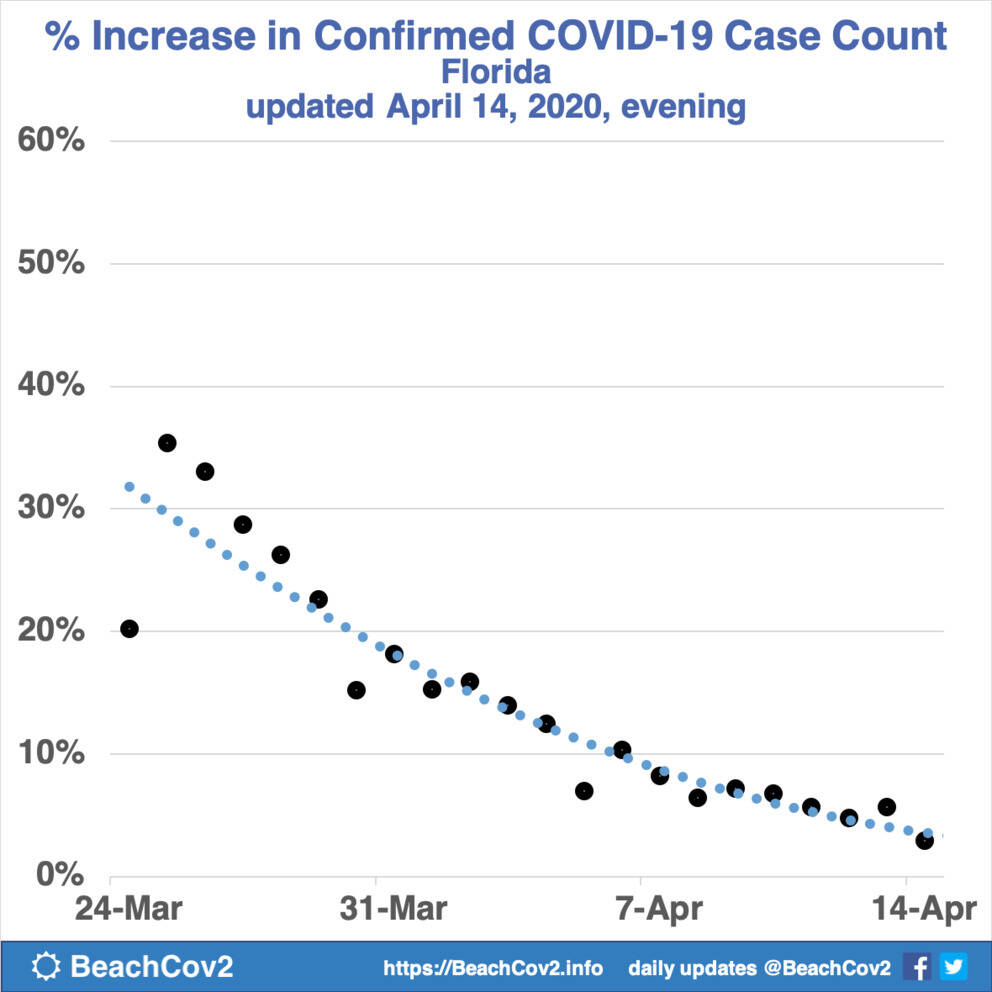 % Increase in Confirmed COVID-19 Case Count
Florida
updated April 14, 2020, evening
60%
50%
40%
30%
20%
10%
0%
24-Mar 31-Mar 7-Apr 14-Apr
BeachCov2 https://BeachCov2.info daily updates @BeachCov2